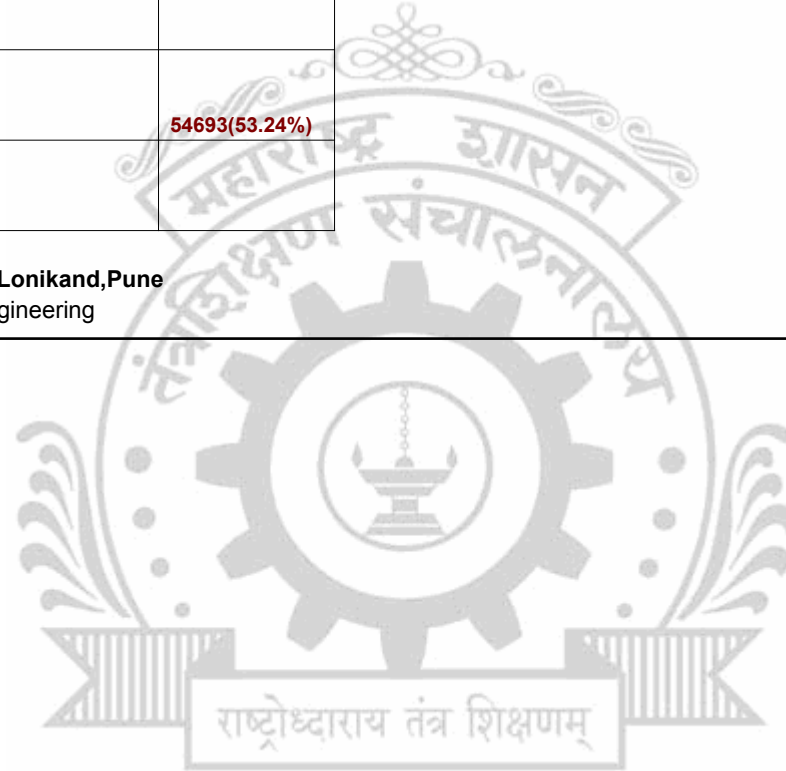 54693(53.24%)
महाराष्ट्र शासन
तंत्रशिक्षण संचालनालय
Lonikand,Pune
gineering
राष्ट्रोध्दाराय तंत्र शिक्षणम्